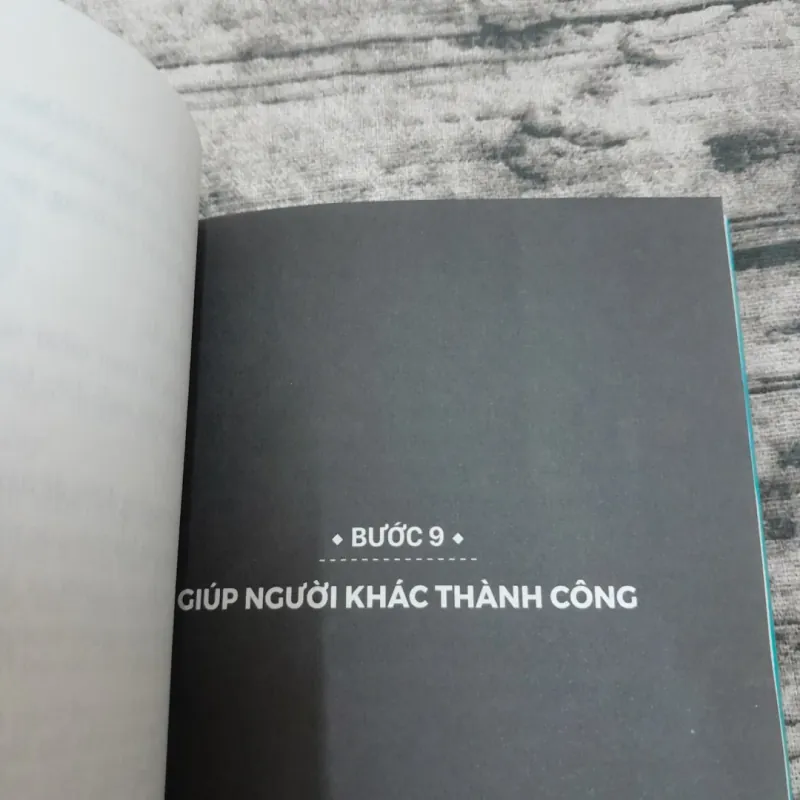 ◆ BƯỚC 9 ◆
GIÚP NGƯỜI KHÁC THÀNH CÔNG